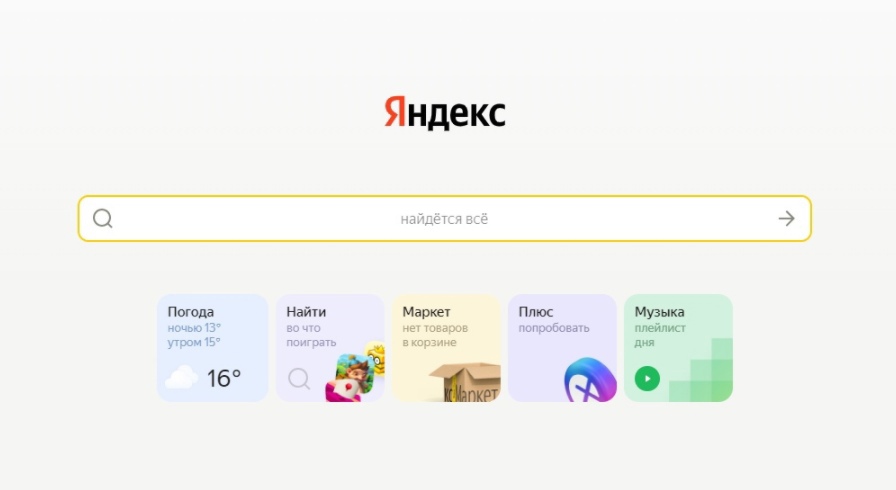 Яндекс
найдётся всё
Погода
ночью 13°
утром 15°
16°
Найти
во что
поиграть
Маркет
нет товаров
в корзине
Маркет
Плюс
попробовать
Музыка
плейлист
дня